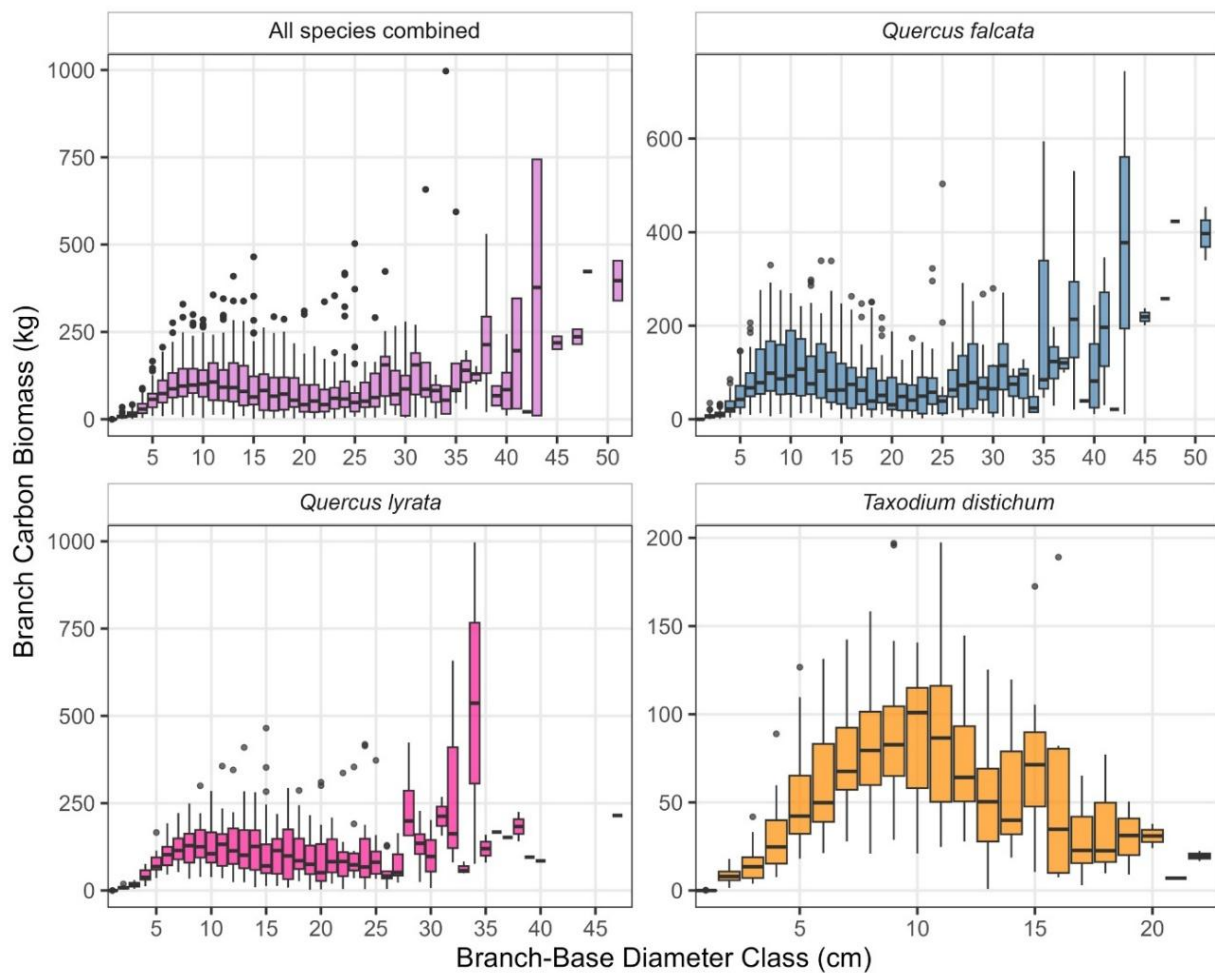 All species combined
Quercus falcata
1000
750
500
250
0
600
400
200
0
5 10 15 20 25 30 35 40 45 50
5 10 15 20 25 30 35 40 45 50
Quercus lyrata
Taxodium distichum
1000
750
500
250
0
200
150
100
50
0
5 10 15 20 25 30 35 40 45
5 10 15 20
Branch Carbon Biomass (kg)
Branch-Base Diameter Class (cm)